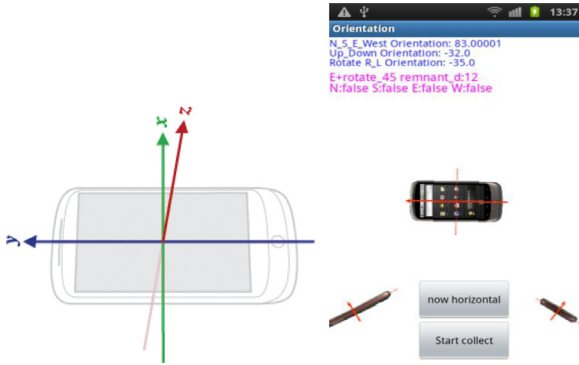 x
z
y
13:37
Orientation
N_S_E_West Orientation: 83.00001
Up_Down Orientation: -32.0
Rotate R_L Orientation: -35.0
E+rotate_45 remnant_d:12
N:false S:false E:false W:false
now horizontal
Start collect